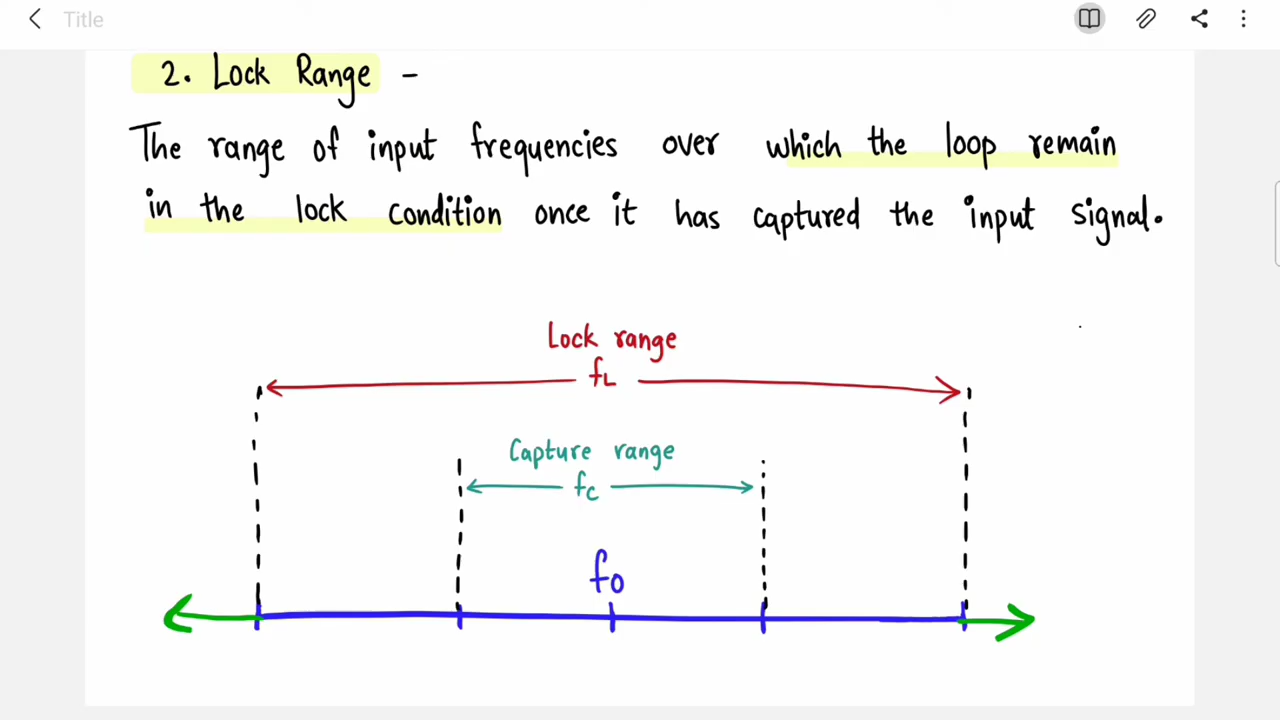 Title
2. Lock Range -
The range of input frequencies over which the loop remain
in the lock condition once it has captured the input signal.
Lock range
fL
Capture range
fc
fo